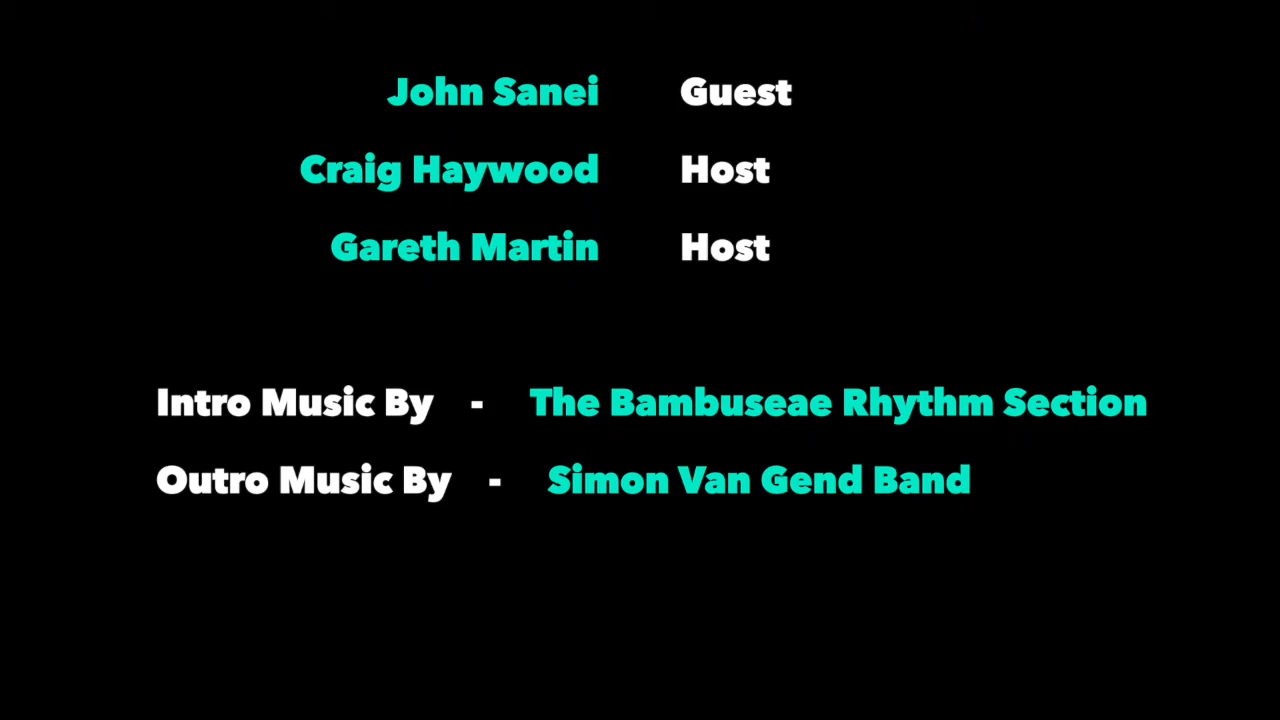 John Sanei Guest
Craig Haywood Host
Gareth Martin Host
Intro Music By - The Bambuseae Rhythm Section
Outro Music By - Simon Van Gend Band